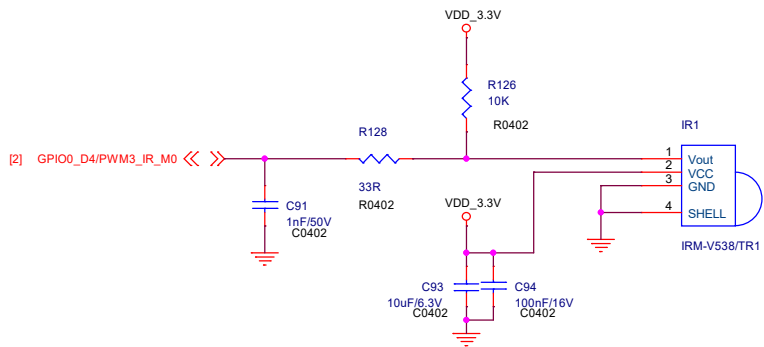 VDD_3.3V
R126
10K
R0402
R128
33R
R0402
[2] GPIO0_D4/PWM3_IR_M0
C91
1nF/50V
C0402
IR1
1 Vout
2 VCC
3 GND
4 SHELL
IRM-V538/TR1
VDD_3.3V
C93
10uF/6.3V
C0402
C94
100nF/16V
C0402